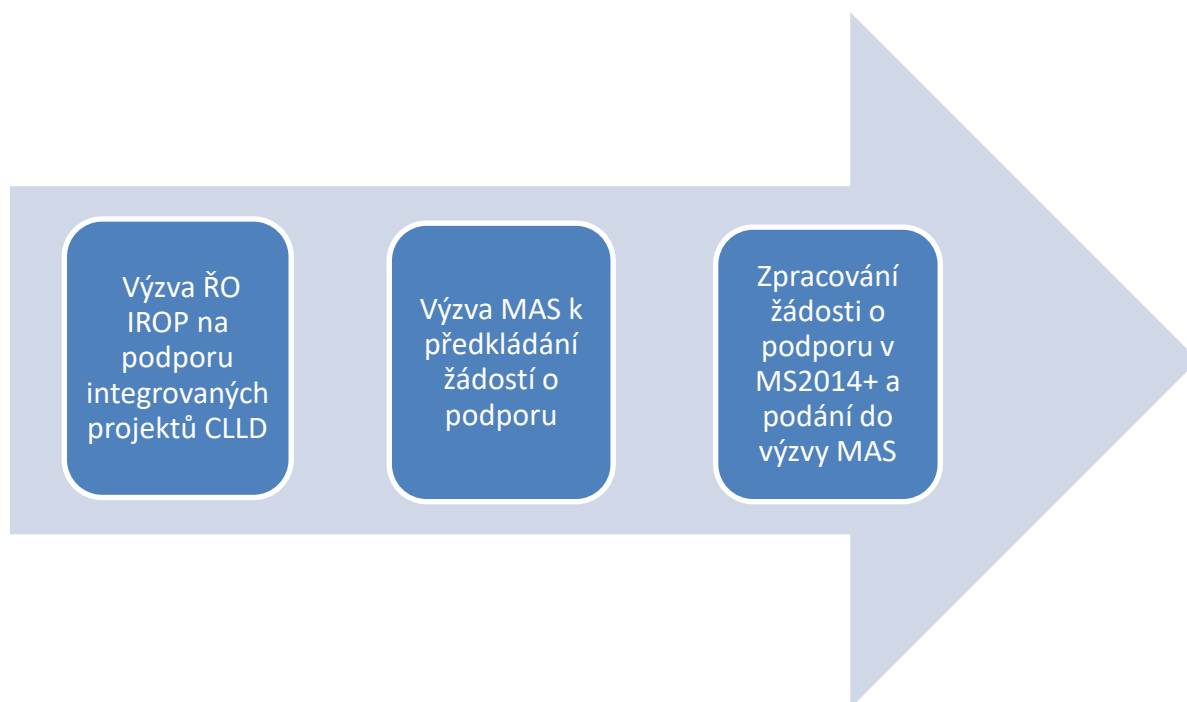 Výzva ŘO
IROP na
podporu
integrovaných
projektů CLLD
Výzva MAS k
předkládání
žádostí o
podporu
Zpracování
žádosti o
podporu v
MS2014+ a
podání do
výzvy MAS